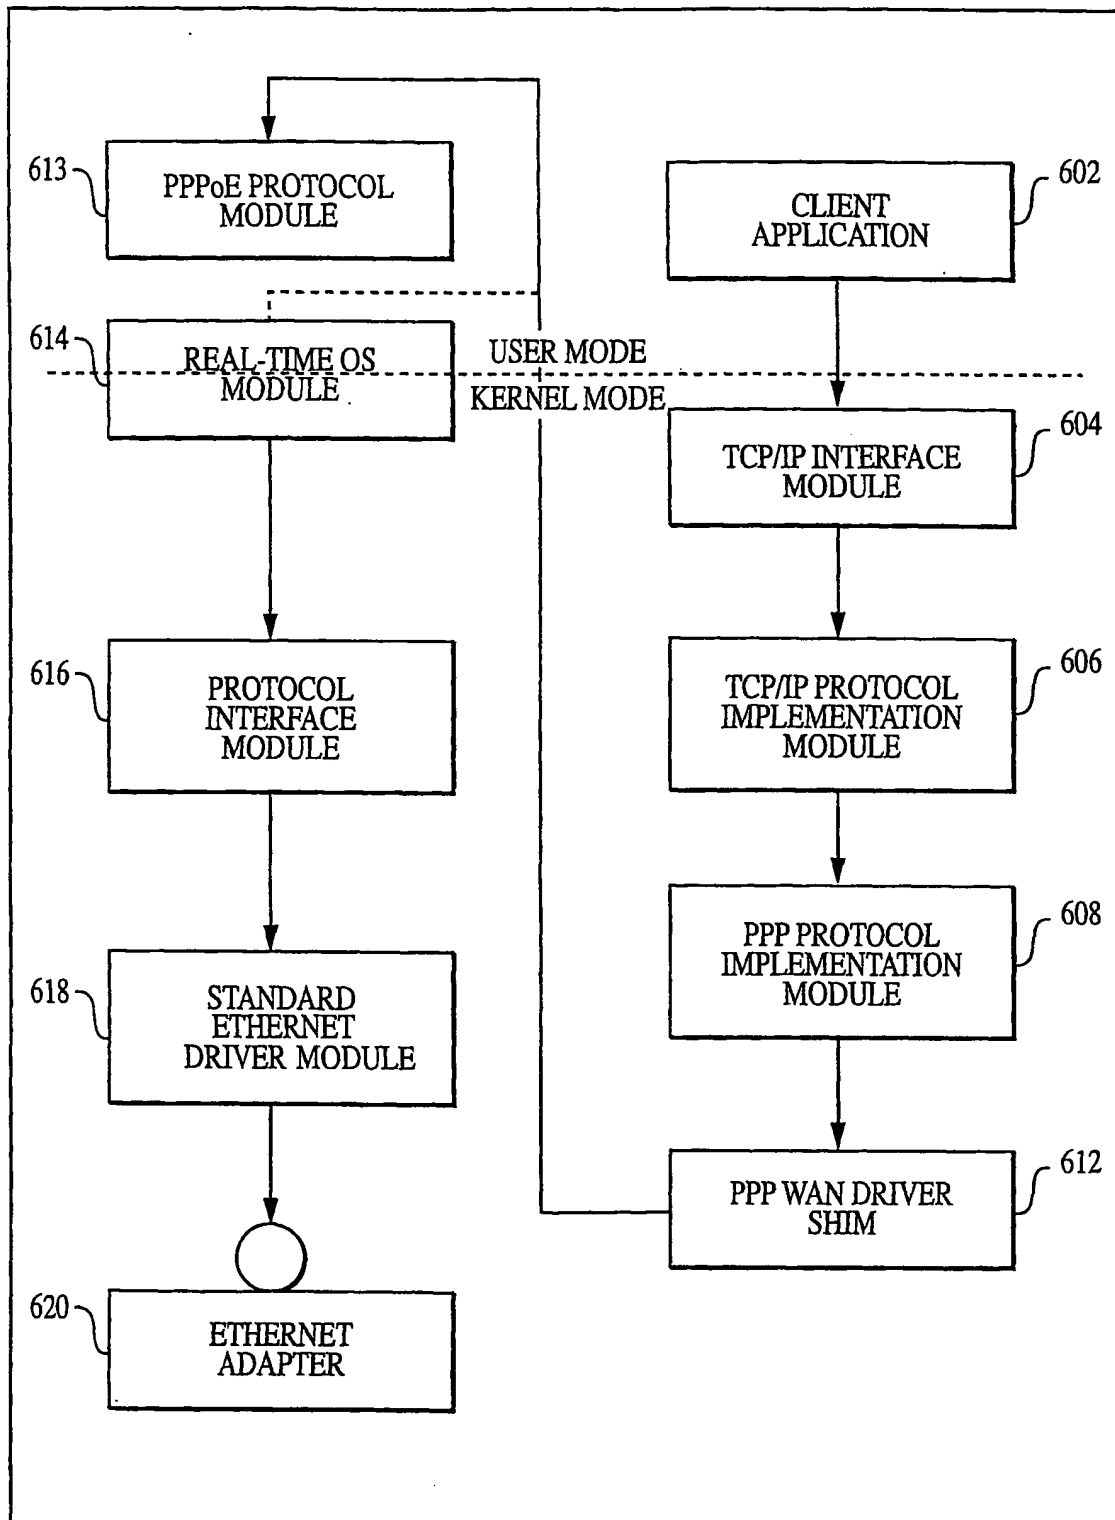 613
PPPoE PROTOCOL
MODULE
602
CLIENT
APPLICATION
614
REAL-TIME OS
MODULE
USER MODE
KERNEL MODE
604
TCP/IP INTERFACE
MODULE
616
PROTOCOL
INTERFACE
MODULE
606
TCP/IP PROTOCOL
IMPLEMENTATION
MODULE
608
PPP PROTOCOL
IMPLEMENTATION
MODULE
618
STANDARD
ETHERNET
DRIVER MODULE
612
PPP WAN DRIVER
SHIM
620
ETHERNET
ADAPTER